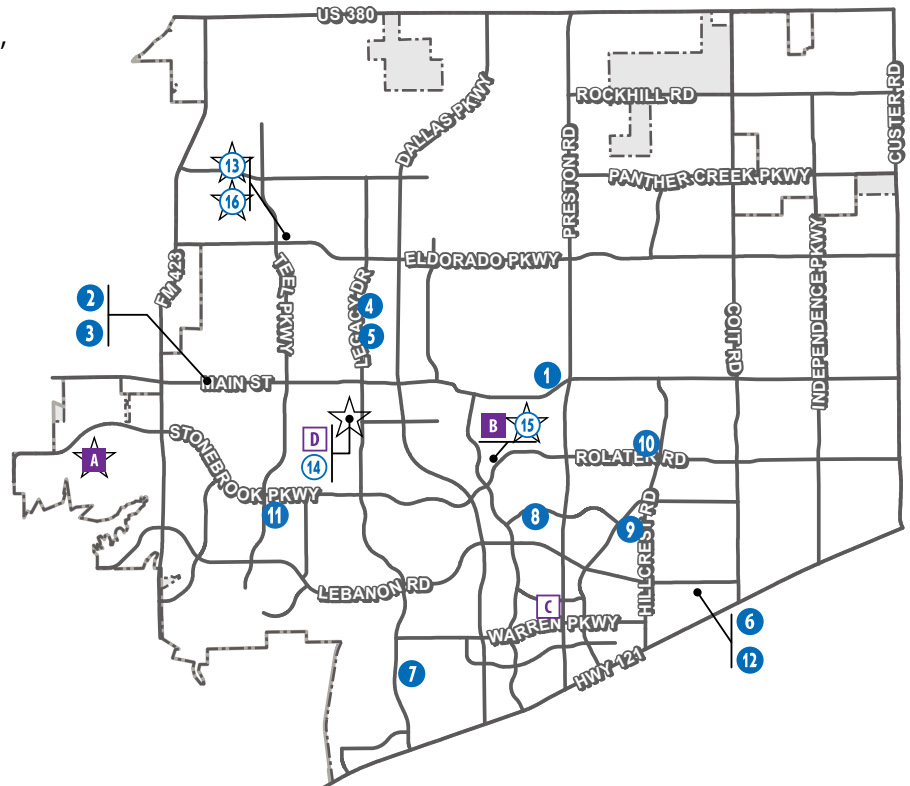 ,
US 380
DALLAS PKWY
ROCKHILL RD
CUSTER RD
PRESTON RD
PANTHER CREEK PKWY
13
16
FM 423
TEEL PKWY
ELDORADO PKWY
INDEPENDENCE PKWY
LEGACY DR
COIT RD
2
3
4
5
MAIN ST
1
A
STONEBROOK PKWY
D
14
B
15
10
ROLATER RD
11
8
9
HILLCREST RD
LEBANON RD
C
WARREN PKWY
6
12
7
HWY 121